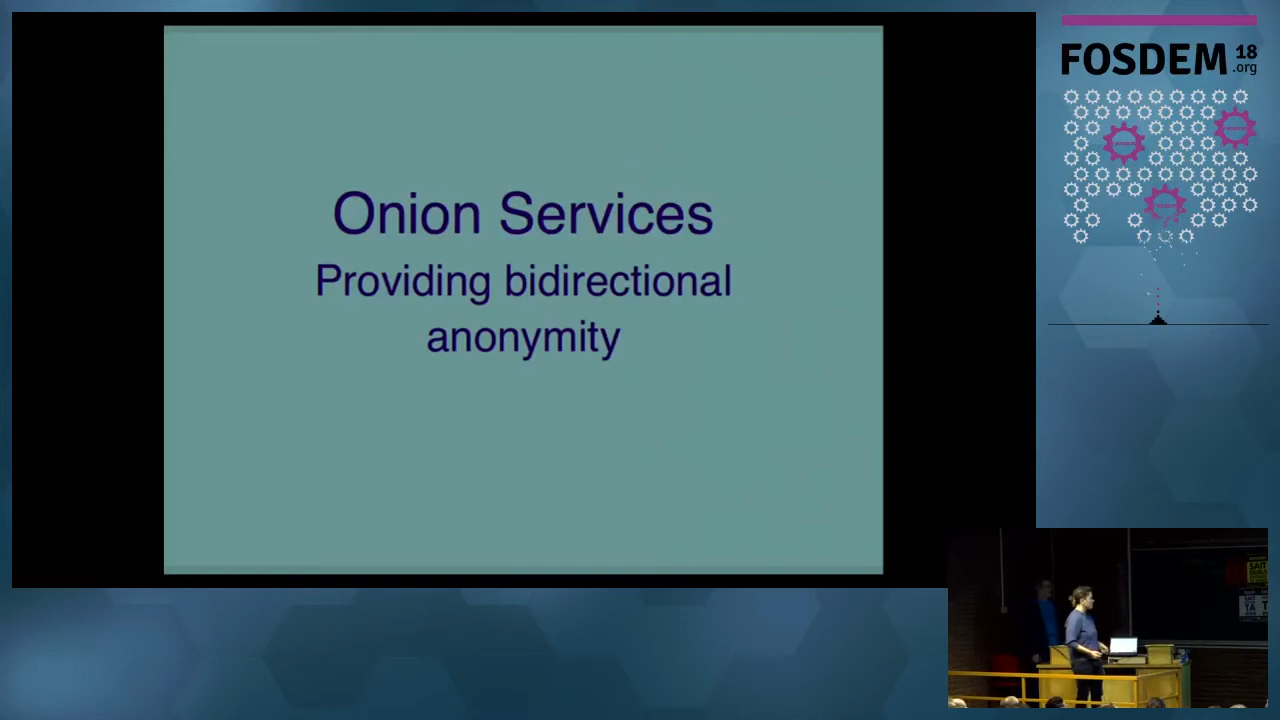 Onion Services
Providing bidirectional
anonymity
FOSDEM 18
.org